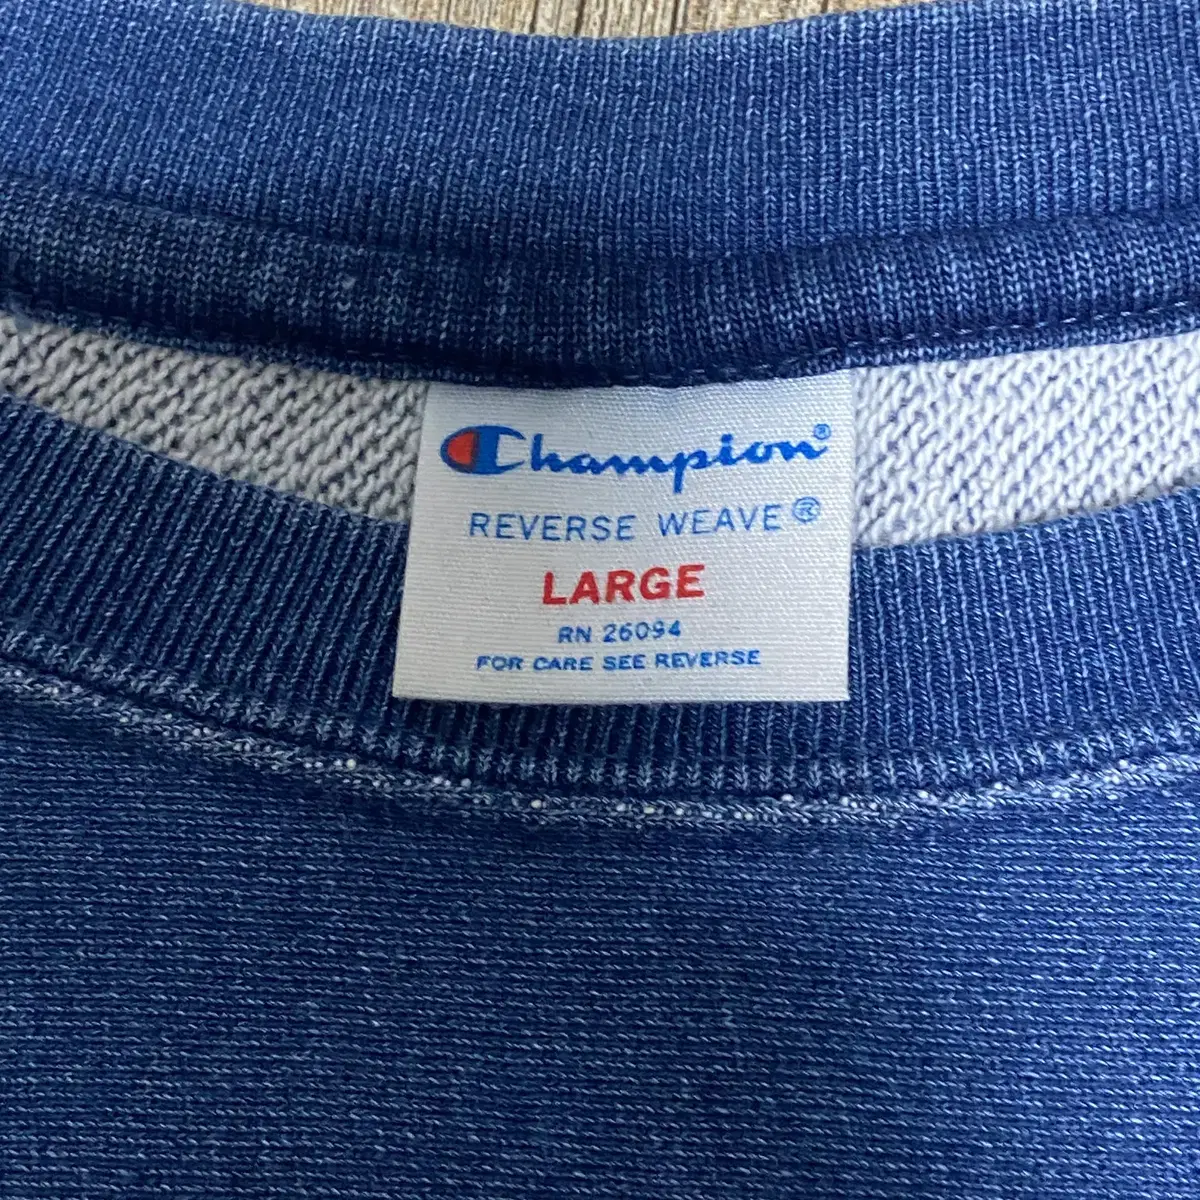 Champion®
REVERSE WEAVE®
LARGE
RN 26094
FOR CARE SEE REVERSE